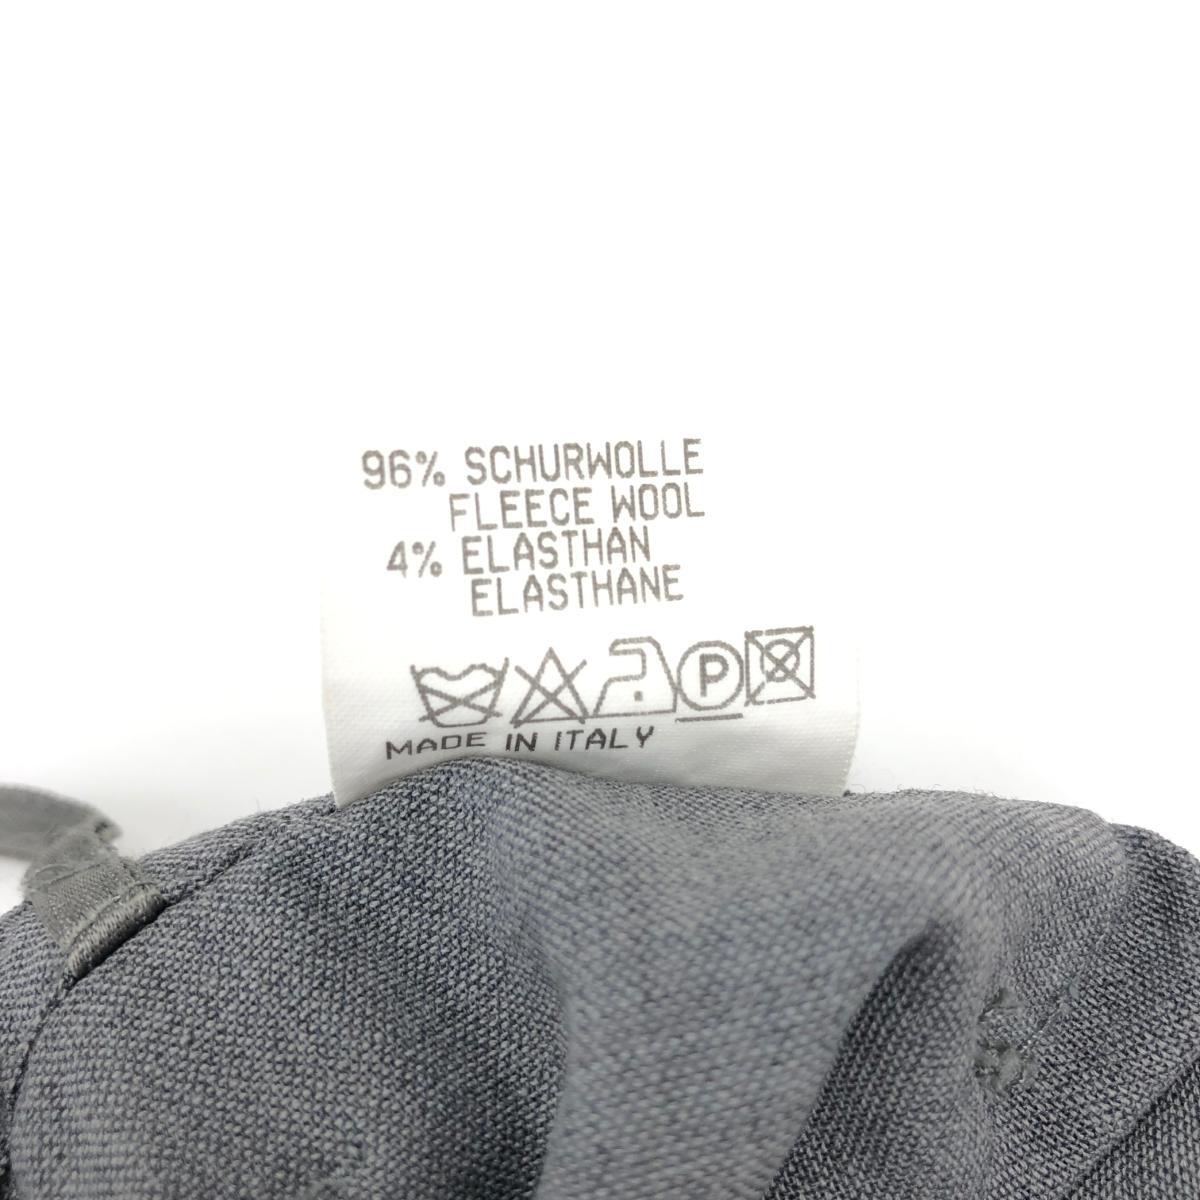 96% SCHURWOLLE
FLEECE WOOL
4% ELASTHAN
ELASTHANE
P
MADE IN ITALY